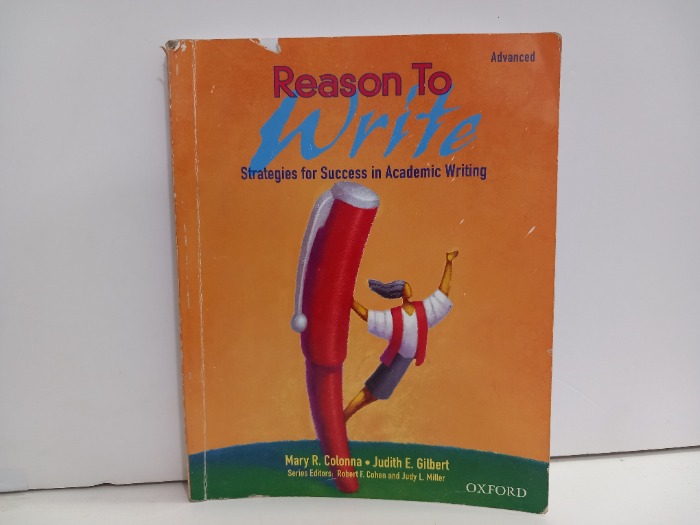 Advanced
Reason To
Write
Strategies for Success in Academic Writing
Mary R. Colonna • Judith E. Gilbert
Series Editors: Robert F. Cohen and Judy L. Miller
OXFORD